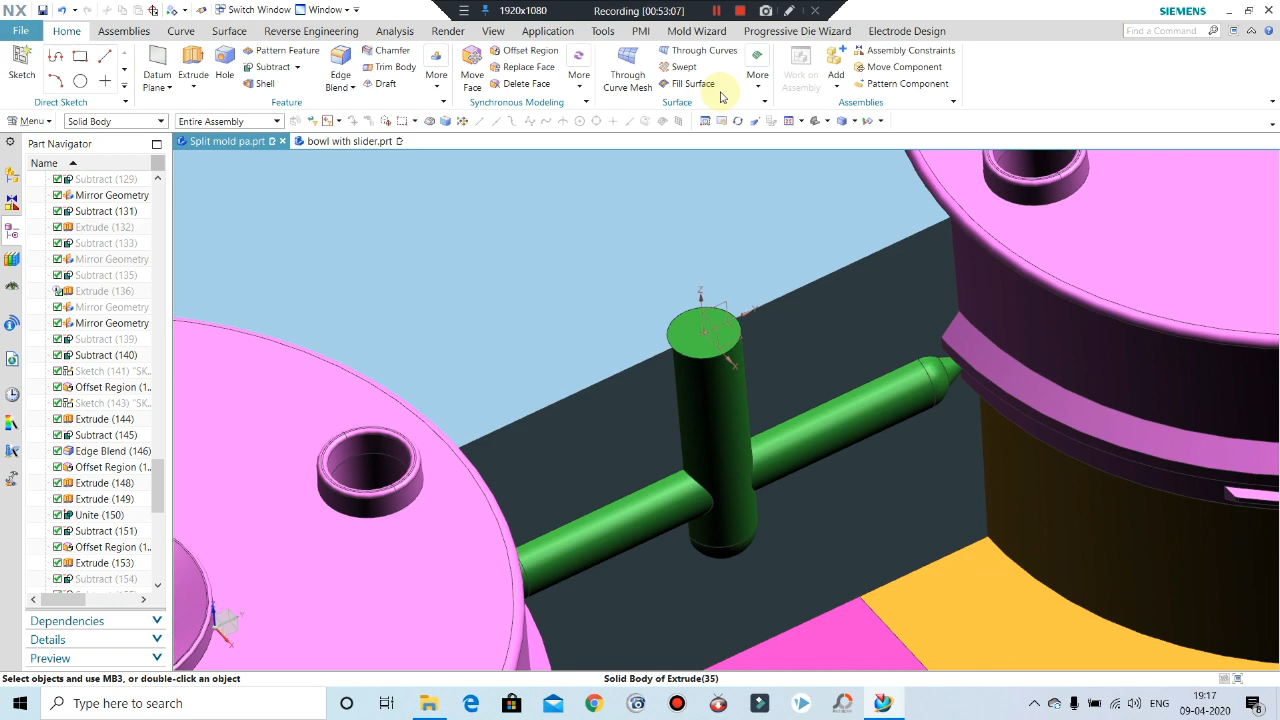 NX
Switch Window
Window
1920x1080
Recording [00:53:07]
SIEMENS
File
Home
Assemblies
Curve
Surface
Reverse Engineering
Analysis
Render
View
Application
Tools
PMI
Mold Wizard
Progressive Die Wizard
Electrode Design
Find a Command
Sketch
Direct Sketch
Datum Plane
Extrude
Hole
Pattern Feature
Subtract
Shell
Edge Blend
Chamfer
Trim Body
Draft
More
Feature
Move Face
Offset Region
Replace Face
Delete Face
More
Synchronous Modeling
Through Curve Mesh
Through Curves
Swept
Fill Surface
More
Surface
Work on Assembly
Add
Assembly Constraints
Move Component
Pattern Component
Assemblies
Menu
Solid Body
Entire Assembly
Part Navigator
Split mold pa.prt
bowl with slider.prt
Name
Subtract (129)
Mirror Geometry
Subtract (131)
Extrude (132)
Subtract (133)
Mirror Geometry
Subtract (135)
Extrude (136)
Mirror Geometry
Mirror Geometry
Subtract (139)
Subtract (140)
Sketch (141) "SK...
Offset Region (1...
Sketch (143) "SK...
Extrude (144)
Subtract (145)
Edge Blend (146)
Offset Region (1...
Extrude (148)
Extrude (149)
Unite (150)
Subtract (151)
Offset Region (1...
Extrude (153)
Subtract (154)
Dependencies
Details
Preview
Z
X
Y
X
Select objects and use MB3, or double-click an object
Solid Body of Extrude(35)
Type here to search
ENG
19:17
09-04-2020